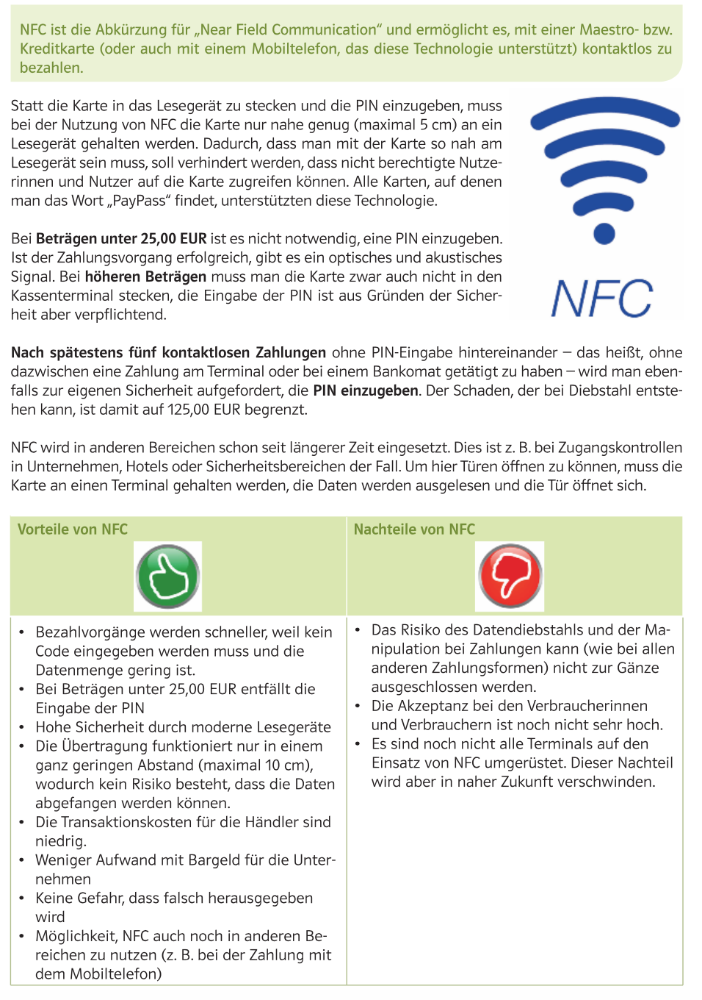 NFC ist die Abkürzung für „Near Field Communication“ und ermöglicht es, mit einer Maestro- bzw.
Kreditkarte (oder auch mit einem Mobiltelefon, das diese Technologie unterstützt) kontaktlos zu
bezahlen.
Statt die Karte in das Lesegerät zu stecken und die PIN einzugeben, muss
bei der Nutzung von NFC die Karte nur nahe genug (maximal 5 cm) an ein
Lesegerät gehalten werden. Dadurch, dass man mit der Karte so nah am
Lesegerät sein muss, soll verhindert werden, dass nicht berechtigte Nutze-
rinnen und Nutzer auf die Karte zugreifen können. Alle Karten, auf denen
man das Wort „PayPass“ findet, unterstützten diese Technologie.
Bei Beträgen unter 25,00 EUR ist es nicht notwendig, eine PIN einzugeben.
Ist der Zahlungsvorgang erfolgreich, gibt es ein optisches und akustisches
Signal. Bei höheren Beträgen muss man die Karte zwar auch nicht in den
Kassenterminal stecken, die Eingabe der PIN ist aus Gründen der Sicher-
heit aber verpflichtend.
NFC
Nach spätestens fünf kontaktlosen Zahlungen ohne PIN-Eingabe hintereinander – das heißt, ohne
dazwischen eine Zahlung am Terminal oder bei einem Bankomat getätigt zu haben – wird man eben-
falls zur eigenen Sicherheit aufgefordert, die PIN einzugeben. Der Schaden, der bei Diebstahl entste-
hen kann, ist damit auf 125,00 EUR begrenzt.
NFC wird in anderen Bereichen schon seit längerer Zeit eingesetzt. Dies ist z. B. bei Zugangskontrollen
in Unternehmen, Hotels oder Sicherheitsbereichen der Fall. Um hier Türen öffnen zu können, muss die
Karte an einen Terminal gehalten werden, die Daten werden ausgelesen und die Tür öffnet sich.
Vorteile von NFC
• Bezahlvorgänge werden schneller, weil kein
Code eingegeben werden muss und die
Datenmenge gering ist.
• Bei Beträgen unter 25,00 EUR entfällt die
Eingabe der PIN
• Hohe Sicherheit durch moderne Lesegeräte
• Die Übertragung funktioniert nur in einem
ganz geringen Abstand (maximal 10 cm),
wodurch kein Risiko besteht, dass die Daten
abgefangen werden können.
• Die Transaktionskosten für die Händler sind
niedrig.
• Weniger Aufwand mit Bargeld für die Unter-
nehmen
• Keine Gefahr, dass falsch herausgegeben
wird
• Möglichkeit, NFC auch noch in anderen Be-
reichen zu nutzen (z. B. bei der Zahlung mit
dem Mobiltelefon)
Nachteile von NFC
• Das Risiko des Datendiebstahls und der Ma-
nipulation bei Zahlungen kann (wie bei allen
anderen Zahlungsformen) nicht zur Gänze
ausgeschlossen werden.
• Die Akzeptanz bei den Verbraucherinnen
und Verbrauchern ist noch nicht sehr hoch.
• Es sind noch nicht alle Terminals auf den
Einsatz von NFC umgerüstet. Dieser Nachteil
wird aber in naher Zukunft verschwinden.